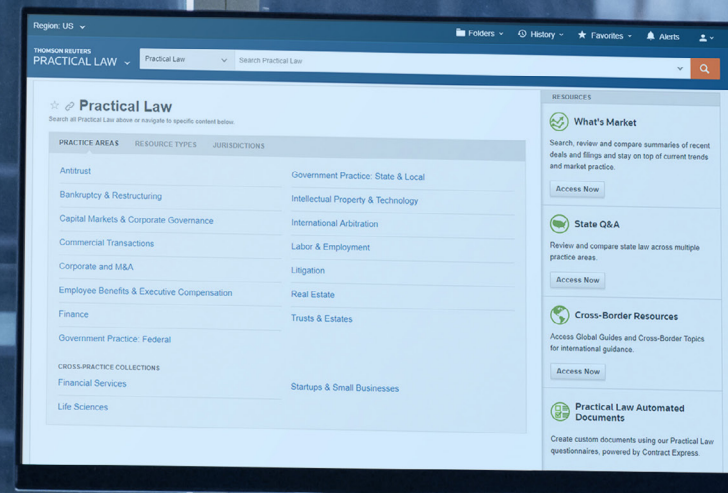 Region: US
Folders
History
Favorites
Alerts
THOMSON REUTERS
PRACTICAL LAW
Practical Law
Search Practical Law
Practical Law
Search all Practical Law above or navigate to specific content below.
PRACTICE AREAS
RESOURCE TYPES
JURISDICTIONS
Antitrust
Bankruptcy & Restructuring
Capital Markets & Corporate Governance
Commercial Transactions
Corporate and M&A
Employee Benefits & Executive Compensation
Finance
Government Practice: Federal
Government Practice: State & Local
Intellectual Property & Technology
International Arbitration
Labor & Employment
Litigation
Real Estate
Trusts & Estates
CROSS-PRACTICE COLLECTIONS
Financial Services
Life Sciences
Startups & Small Businesses
RESOURCES
What's Market
Search, review and compare summaries of recent
deals and filings and stay on top of current trends
and market practice.
Access Now
State Q&A
Review and compare state law across multiple
practice areas.
Access Now
Cross-Border Resources
Access Global Guides and Cross-Border Topics
for international guidance.
Access Now
Practical Law Automated
Documents
Create custom documents using our Practical Law
questionnaires, powered by Contract Express.